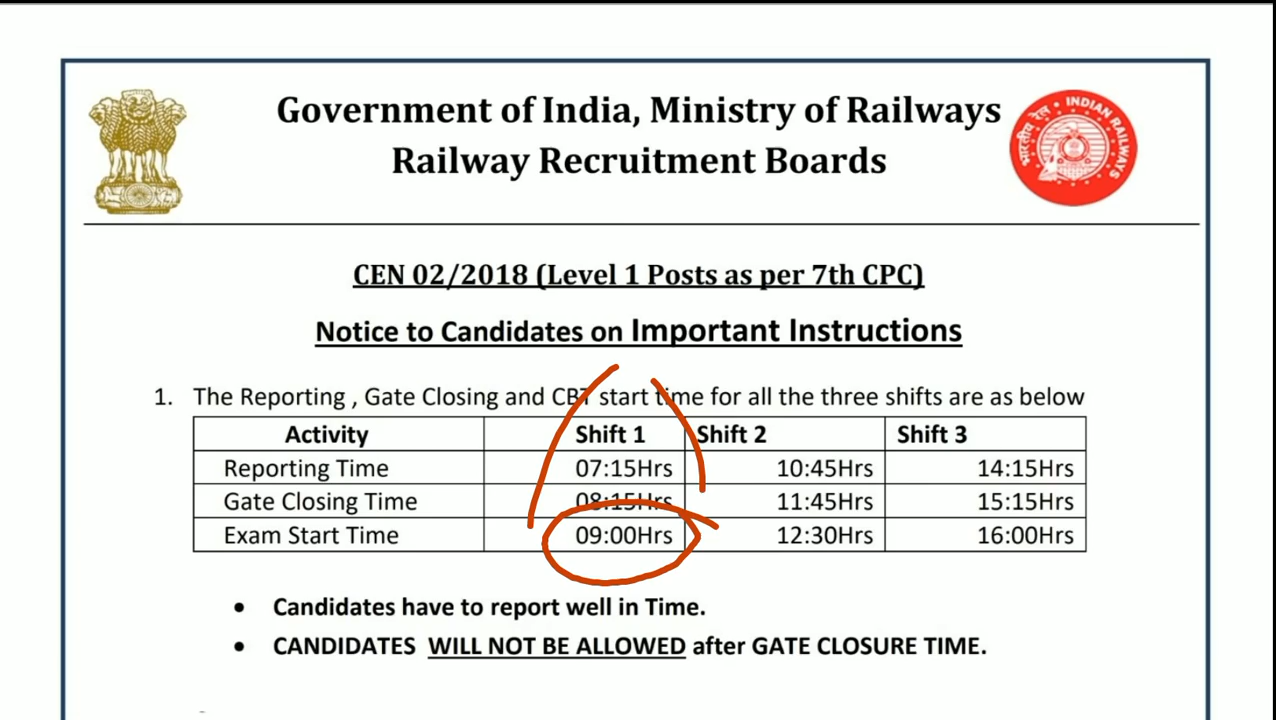 Government of India, Ministry of Railways
Railway Recruitment Boards
भारतीय रेल • INDIAN RAILWAYS
CEN 02/2018 (Level 1 Posts as per 7th CPC)
Notice to Candidates on Important Instructions
1. The Reporting , Gate Closing and CBT start time for all the three shifts are as below
Activity Shift 1 Shift 2 Shift 3
Reporting Time 07:15Hrs 10:45Hrs 14:15Hrs
Gate Closing Time 08:15Hrs 11:45Hrs 15:15Hrs
Exam Start Time 09:00Hrs 12:30Hrs 16:00Hrs
• Candidates have to report well in Time.
• CANDIDATES WILL NOT BE ALLOWED after GATE CLOSURE TIME.